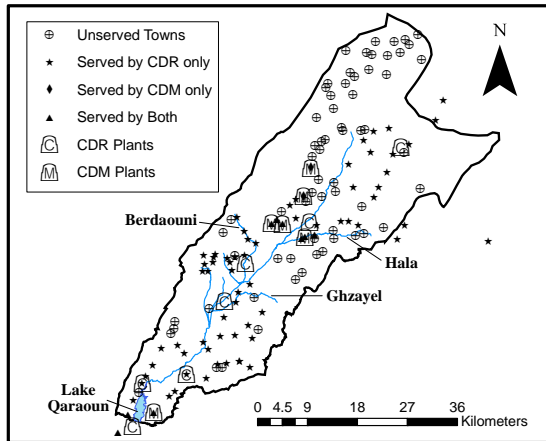 Unserved Towns
Served by CDR only
Served by CDM only
Served by Both
C CDR Plants
M CDM Plants
N
C
M
M
M M
C
M M
Berdaouni
Hala
C
Ghzayel
C
C
C
Lake
Qaraoun
M
C
0 4.5 9 18 27 36
Kilometers